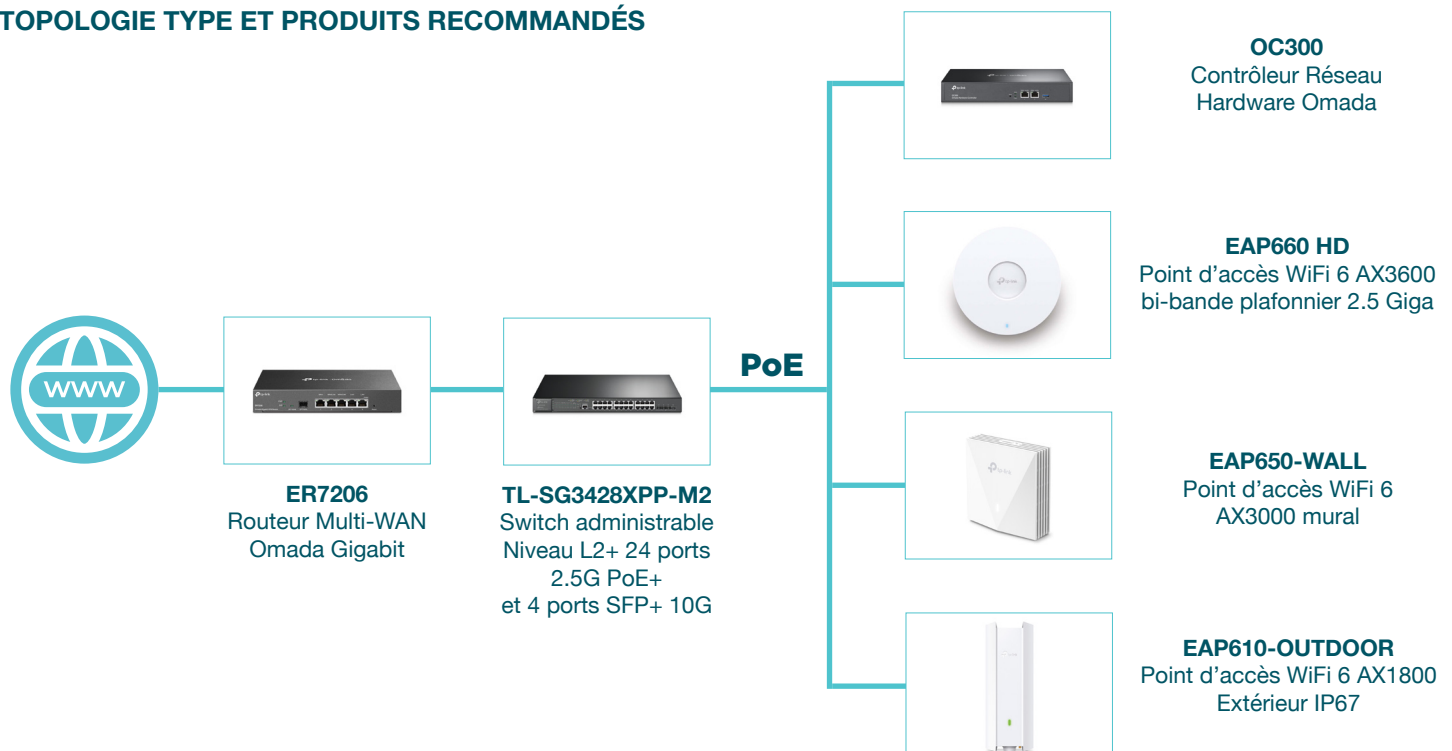 TOPOLOGIE TYPE ET PRODUITS RECOMMANDÉS
www
ER7206
Routeur Multi-WAN
Omada Gigabit
TL-SG3428XPP-M2
Switch administrable
Niveau L2+ 24 ports
2.5G PoE+
et 4 ports SFP+ 10G
PoE
OC300
Contrôleur Réseau
Hardware Omada
EAP660 HD
Point d’accès WiFi 6 AX3600
bi-bande plafonnier 2.5 Giga
EAP650-WALL
Point d’accès WiFi 6
AX3000 mural
EAP610-OUTDOOR
Point d’accès WiFi 6 AX1800
Extérieur IP67